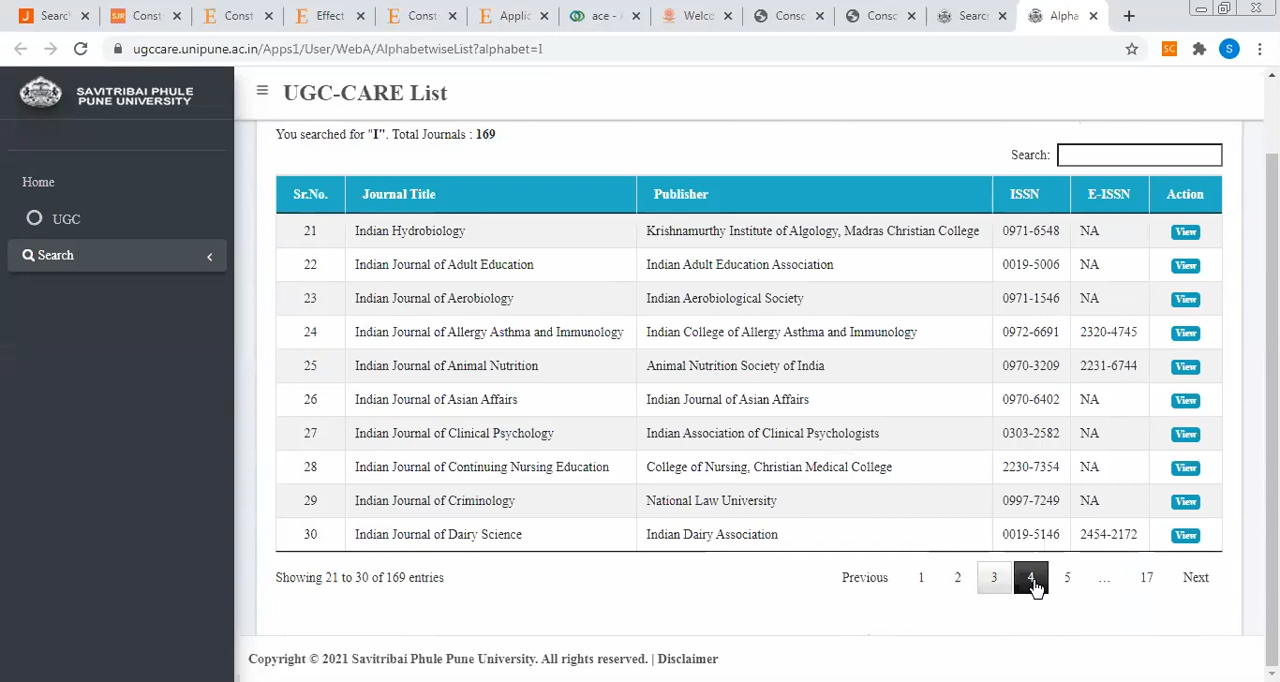 Search
Const
Const
Effect
Const
Applic
ace -
Welco
Consc
Consc
Searc
Alpha
ugccare.unipune.ac.in/Apps1/User/WebA/AlphabetwiseList?alphabet=I
SC
S
SAVITRIBAI PHULE
PUNE UNIVERSITY
UGC-CARE List
Home
UGC
Search
You searched for "I". Total Journals : 169
Search:
Sr.No. Journal Title Publisher ISSN E-ISSN Action
21 Indian Hydrobiology Krishnamurthy Institute of Algology, Madras Christian College 0971-6548 NA View
22 Indian Journal of Adult Education Indian Adult Education Association 0019-5006 NA View
23 Indian Journal of Aerobiology Indian Aerobiological Society 0971-1546 NA View
24 Indian Journal of Allergy Asthma and Immunology Indian College of Allergy Asthma and Immunology 0972-6691 2320-4745 View
25 Indian Journal of Animal Nutrition Animal Nutrition Society of India 0970-3209 2231-6744 View
26 Indian Journal of Asian Affairs Indian Journal of Asian Affairs 0970-6402 NA View
27 Indian Journal of Clinical Psychology Indian Association of Clinical Psychologists 0303-2582 NA View
28 Indian Journal of Continuing Nursing Education College of Nursing, Christian Medical College 2230-7354 NA View
29 Indian Journal of Criminology National Law University 0997-7249 NA View
30 Indian Journal of Dairy Science Indian Dairy Association 0019-5146 2454-2172 View
Showing 21 to 30 of 169 entries
Previous 1 2 3 4 5 ... 17 Next
Copyright © 2021 Savitribai Phule Pune University. All rights reserved. | Disclaimer